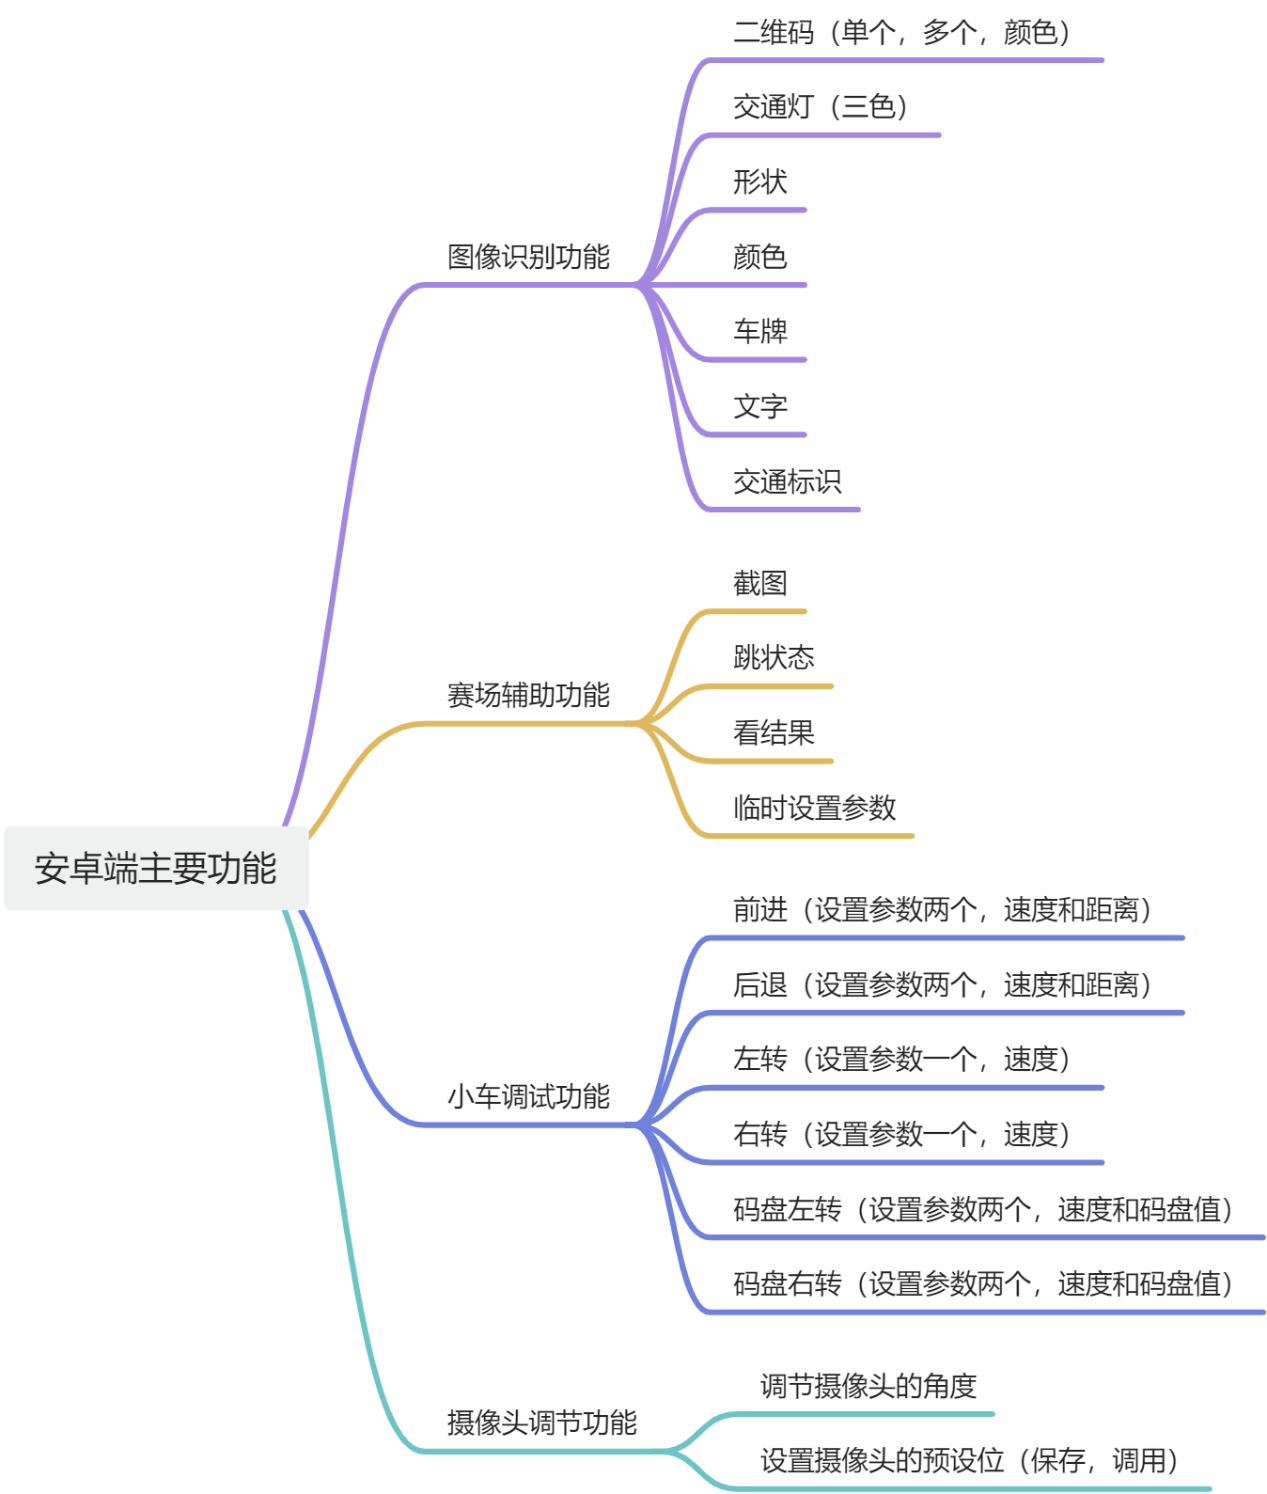 安卓端主要功能
图像识别功能
二维码（单个，多个，颜色）
交通灯（三色）
形状
颜色
车牌
文字
交通标识
赛场辅助功能
截图
跳状态
看结果
临时设置参数
小车调试功能
前进（设置参数两个，速度和距离）
后退（设置参数两个，速度和距离）
左转（设置参数一个，速度）
右转（设置参数一个，速度）
码盘左转（设置参数两个，速度和码盘值）
码盘右转（设置参数两个，速度和码盘值）
摄像头调节功能
调节摄像头的角度
设置摄像头的预设位（保存，调用）